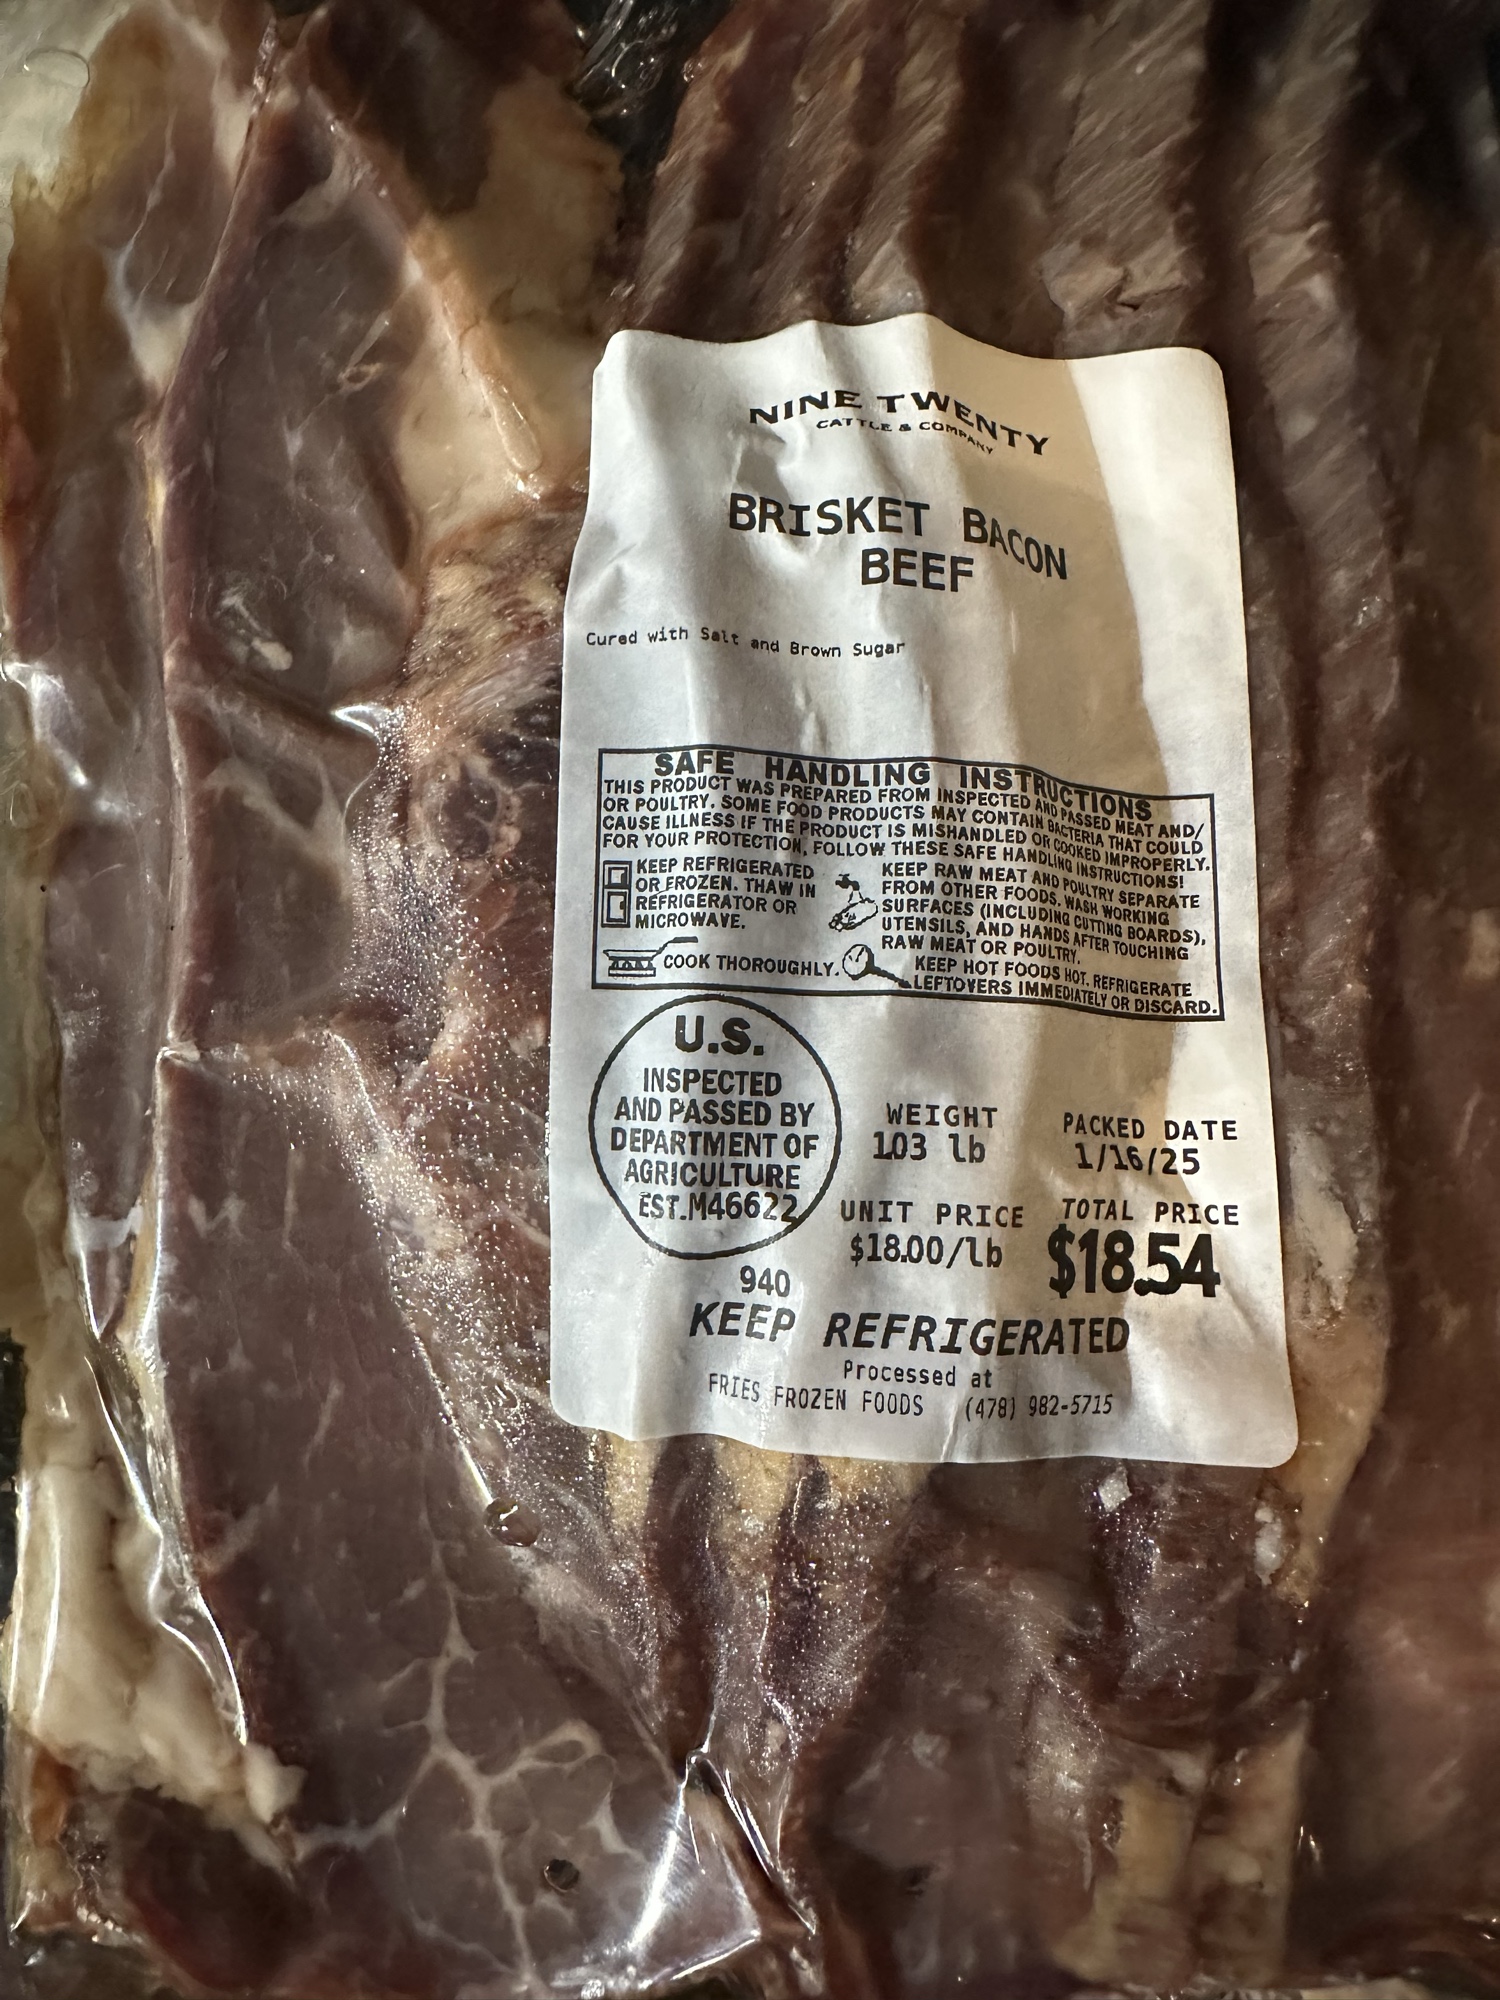 NINE TWENTY
CATTLE & COMPANY
BRISKET BACON
BEEF
Cured with Salt and Brown Sugar
SAFE HANDLING INSTRUCTIONS
THIS PRODUCT WAS PREPARED FROM INSPECTED AND PASSED MEAT AND/
OR POULTRY. SOME FOOD PRODUCTS MAY CONTAIN BACTERIA THAT COULD
CAUSE ILLNESS IF THE PRODUCT IS MISHANDLED OR COOKED IMPROPERLY.
FOR YOUR PROTECTION, FOLLOW THESE SAFE HANDLING INSTRUCTIONS!
KEEP REFRIGERATED
OR FROZEN. THAW IN
REFRIGERATOR OR
MICROWAVE.
KEEP RAW MEAT AND POULTRY SEPARATE
FROM OTHER FOODS. WASH WORKING
SURFACES (INCLUDING CUTTING BOARDS),
UTENSILS, AND HANDS AFTER TOUCHING
RAW MEAT OR POULTRY.
COOK THOROUGHLY.
KEEP HOT FOODS HOT. REFRIGERATE
LEFTOVERS IMMEDIATELY OR DISCARD.
U.S.
INSPECTED
AND PASSED BY
DEPARTMENT OF
AGRICULTURE
EST.M46622
WEIGHT
1.03 lb
PACKED DATE
1/16/25
UNIT PRICE
$18.00/lb
TOTAL PRICE
$18.54
940
KEEP REFRIGERATED
Processed at
FRIES FROZEN FOODS (478) 982-5715